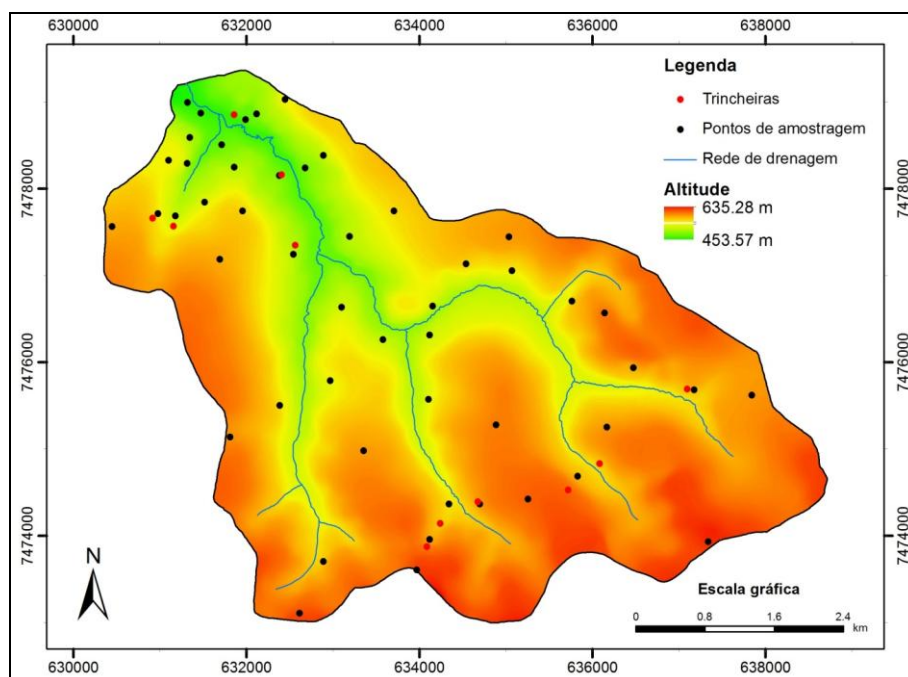 630000 632000 634000 636000 638000
Legenda
Trincheiras
Pontos de amostragem
Rede de drenagem
Altitude
635.28 m
453.57 m
7478000 7478000
7476000 7476000
7474000 7474000
N
Escala gráfica
0 0.8 1.6 2.4
km
630000 632000 634000 636000 638000